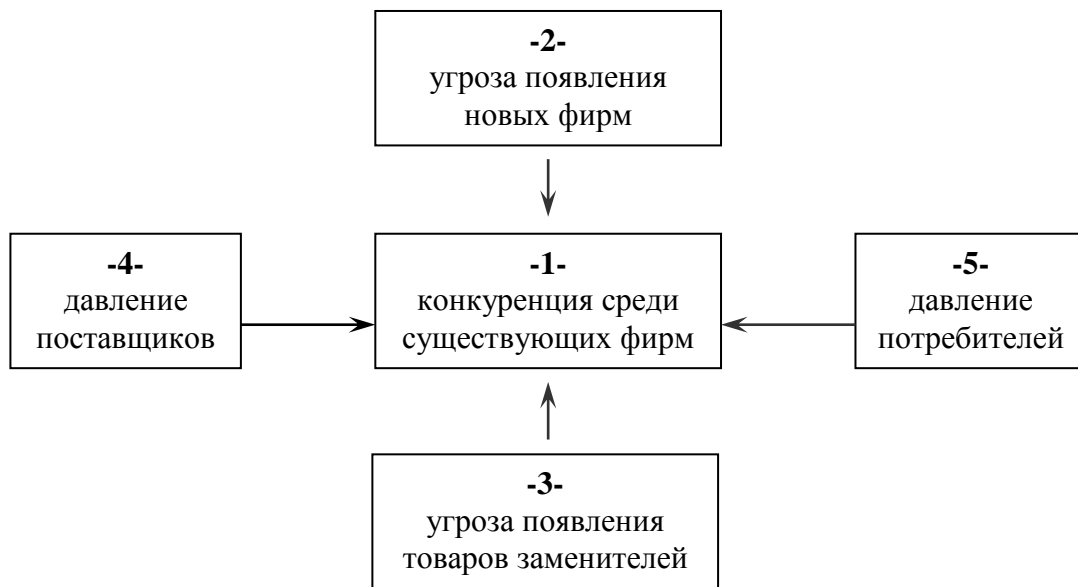 -2-
угроза появления
новых фирм
-4-
давление
поставщиков
-1-
конкуренция среди
существующих фирм
-5-
давление
потребителей
-3-
угроза появления
товаров заменителей